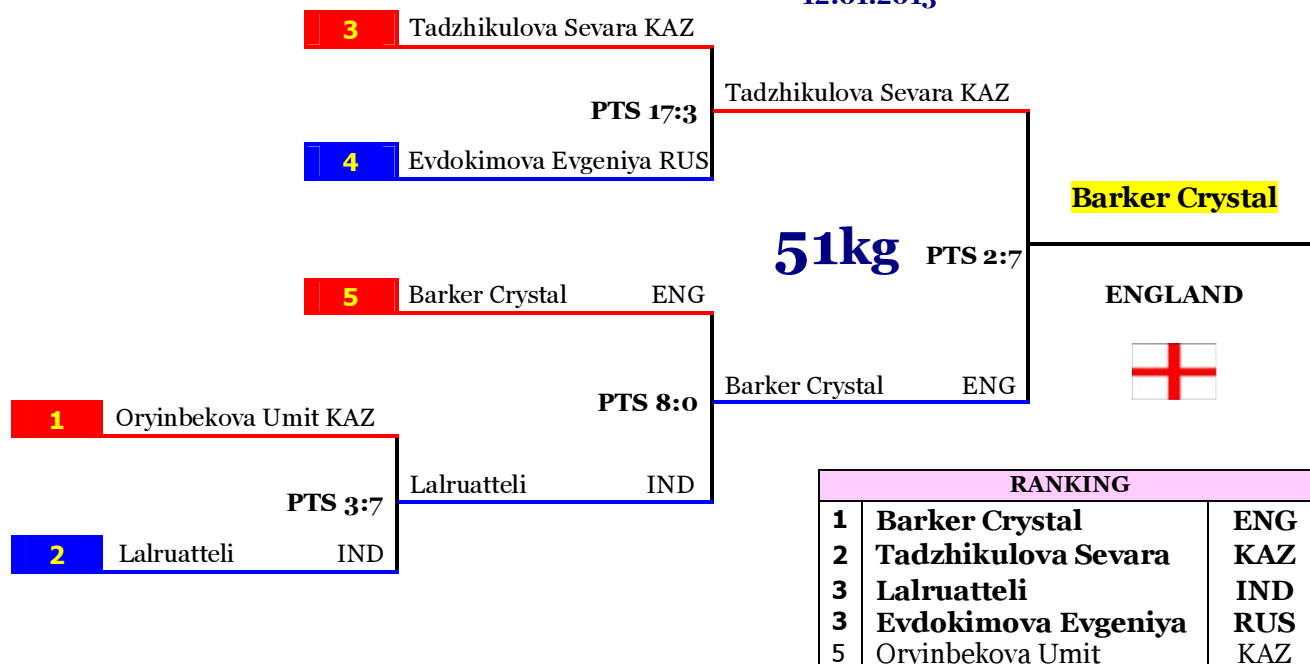 12.01.2013
3 Tadzhikulova Sevara KAZ
Tadzhikulova Sevara KAZ
PTS 17:3
4 Evdokimova Evgeniya RUS
Barker Crystal
51kg PTS 2:7
5 Barker Crystal ENG
ENGLAND
Barker Crystal ENG
PTS 8:0
1 Oryinbekova Umit KAZ
Lalruatteli IND
PTS 3:7
2 Lalruatteli IND
RANKING
1 Barker Crystal ENG
2 Tadzhikulova Sevara KAZ
3 Lalruatteli IND
3 Evdokimova Evgeniya RUS
5 Oryinbekova Umit KAZ